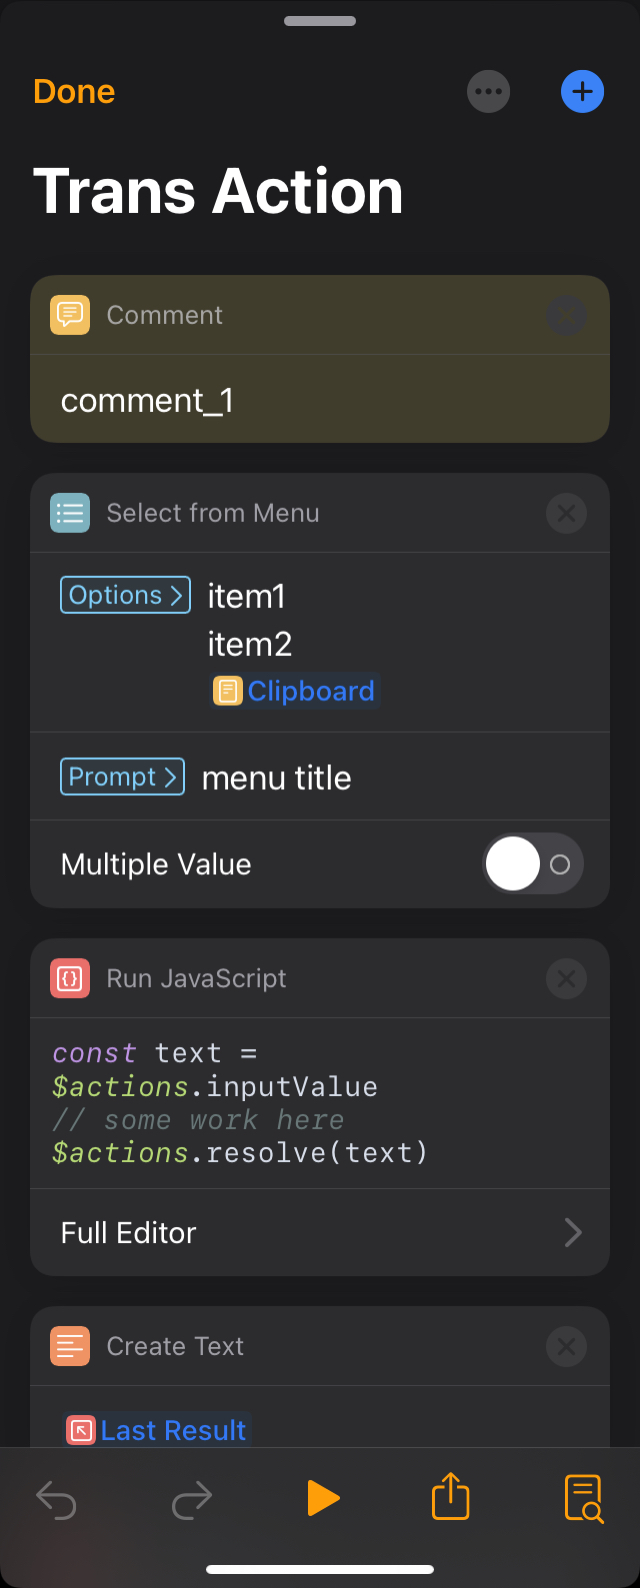 Done
Trans Action
Comment
comment_1
Select from Menu
Options > item1
item2
Clipboard
Prompt > menu title
Multiple Value
Run JavaScript
const text =
$actions.inputValue
// some work here
$actions.resolve(text)
Full Editor
Create Text
Last Result